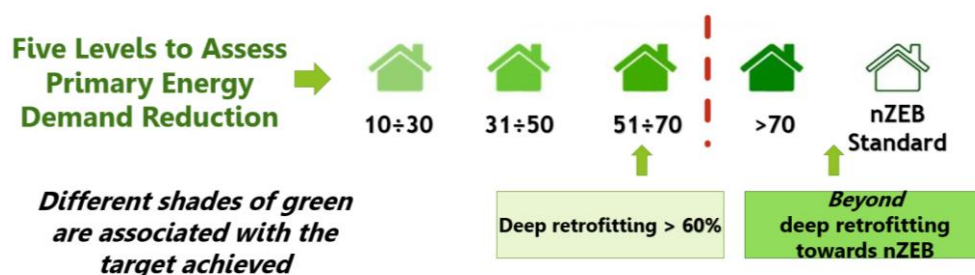 Five Levels to Assess
Primary Energy
Demand Reduction
10÷30
31÷50
51÷70
>70
nZEB
Standard
Different shades of green
are associated with the
target achieved
Deep retrofitting > 60%
Beyond
deep retrofitting
towards nZEB